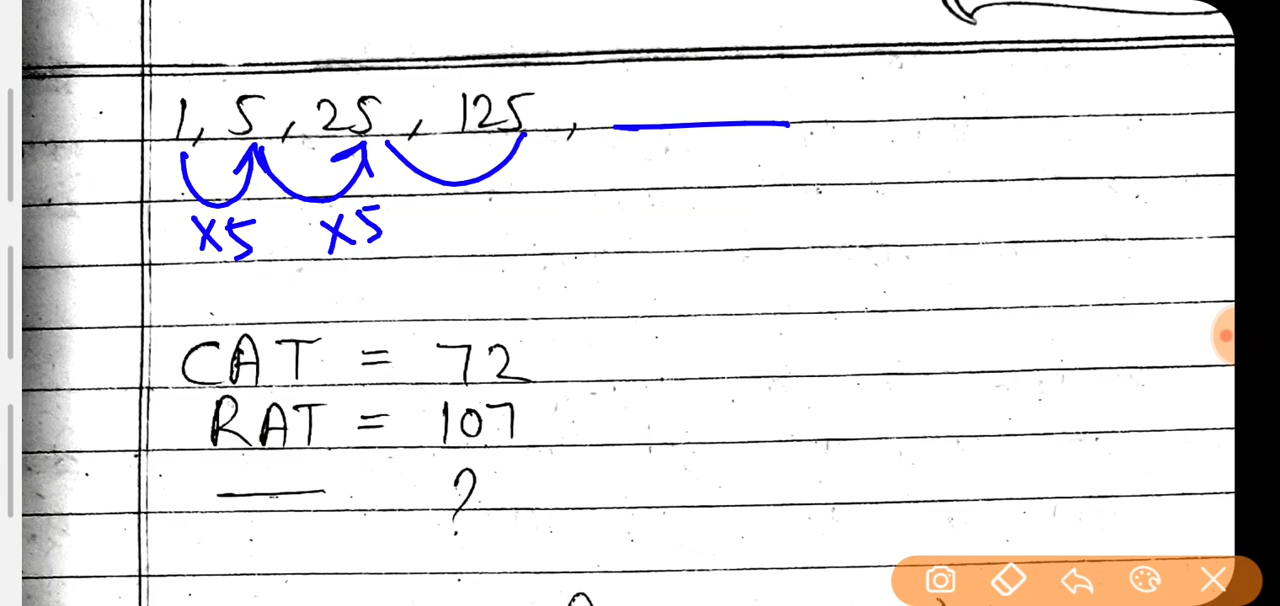 1, 5, 25, 125, ____
×5 ×5
CAT = 72
RAT = 107
____ ?